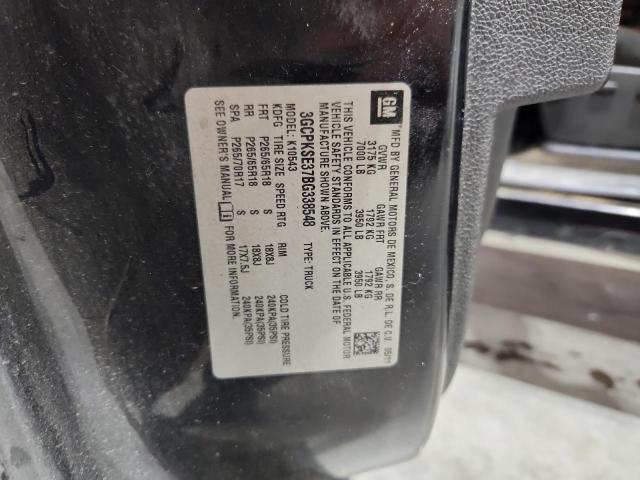 GM
MFD BY GENERAL MOTORS DE MEXICO, S. DE R.L. DE C.V. 05/11
GVWR GAWR FRT GAWR RR
3175 KG 1792 KG 1792 KG
7000 LB 3950 LB 3950 LB
THIS VEHICLE CONFORMS TO ALL APPLICABLE U.S. FEDERAL MOTOR
VEHICLE SAFETY STANDARDS IN EFFECT ON THE DATE OF
MANUFACTURE SHOWN ABOVE.
3GCPKSE37BG338548 TYPE: TRUCK
MODEL: K10543
KDFG TIRE SIZE SPEED RTG RIM COLD TIRE PRESSURE
FRT P265/65R18 S 18X8J 240KPA(35PSI)
RR P265/65R18 S 18X8J 240KPA(35PSI)
SPA P265/70R17 S 17X7.5J 240KPA(35PSI)
SEE OWNER'S MANUAL FOR MORE INFORMATION.